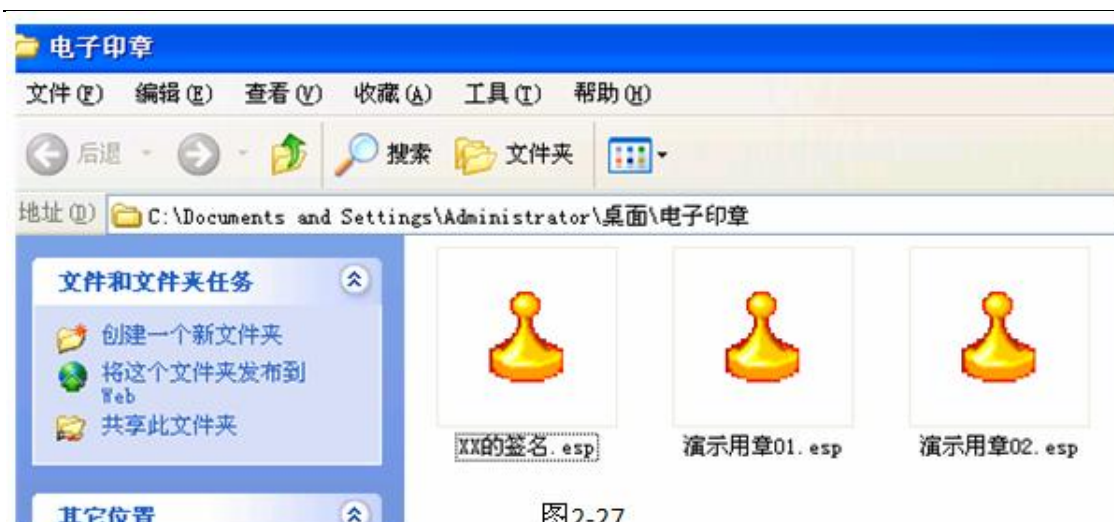 电子印章
文件(F) 编辑(E) 查看(V) 收藏(A) 工具(T) 帮助(H)
后退 搜索 文件夹
地址(D) C:\Documents and Settings\Administrator\桌面\电子印章
文件和文件夹任务
创建一个新文件夹
将这个文件夹发布到
Web
共享此文件夹
XX的签名.esp 演示用章01.esp 演示用章02.esp
其它位置
图2-27